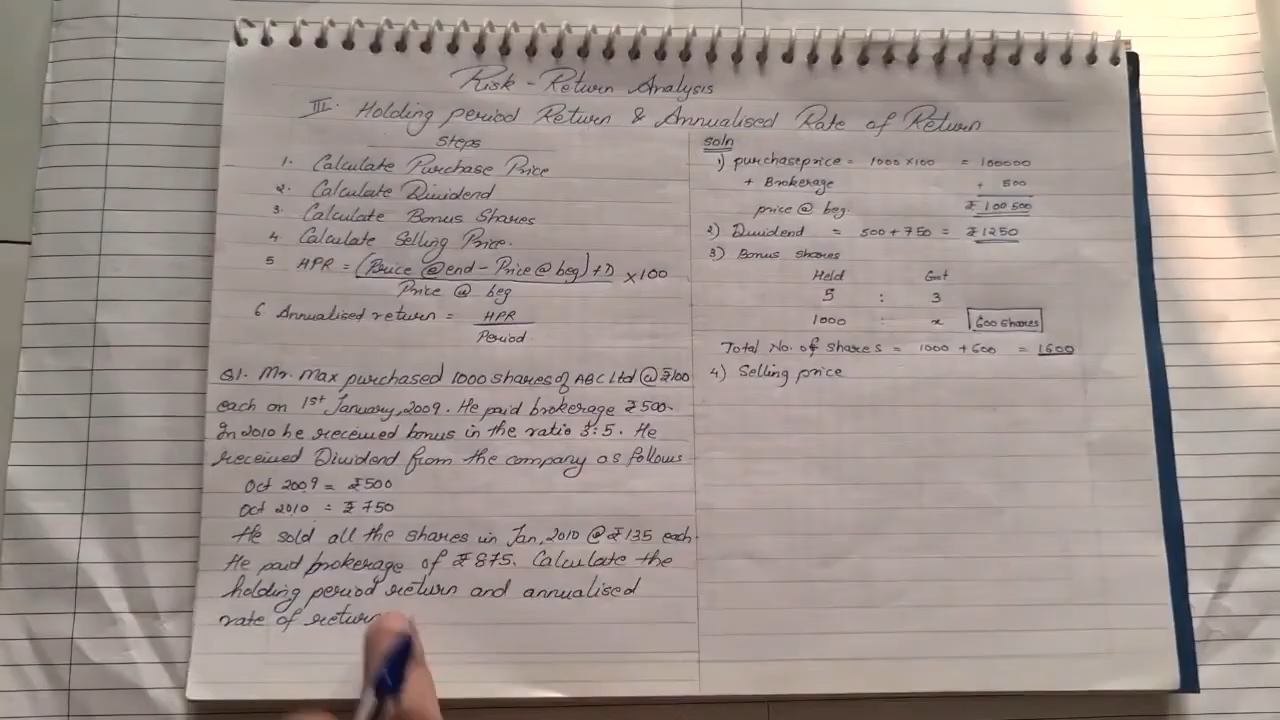 Risk - Return Analysis
III. Holding period Return & Annualised Rate of Return
Steps
1. Calculate Purchase Price
2. Calculate Dividend
3. Calculate Bonus Shares
4 Calculate Selling Price.
5 HPR = (Price @ end - Price @ beg) + D × 100
Price @ beg
6. Annualised return = HPR
Period
Q1. Mr. Max purchased 1000 shares of ABC Ltd @ ₹100
each on 1st January, 2009. He paid brokerage ₹500.
In 2010 he received bonus in the ratio 3:5. He
received Dividend from the company as follows
Oct 2009 = ₹500
Oct 2010 = ₹750
He sold all the shares in Jan, 2010 @ ₹135 each.
He paid brokerage of ₹875. Calculate the
holding period return and annualised
rate of return
Soln
1) purchase price = 1000 × 100 = 100000
+ Brokerage + 500
price @ beg. ₹ 100500
2) Dividend = 500 + 750 = ₹1250
3) Bonus shares
Held Got
5 : 3
1000 : x 600 shares
Total No. of shares = 1000 + 600 = 1600
4) Selling price